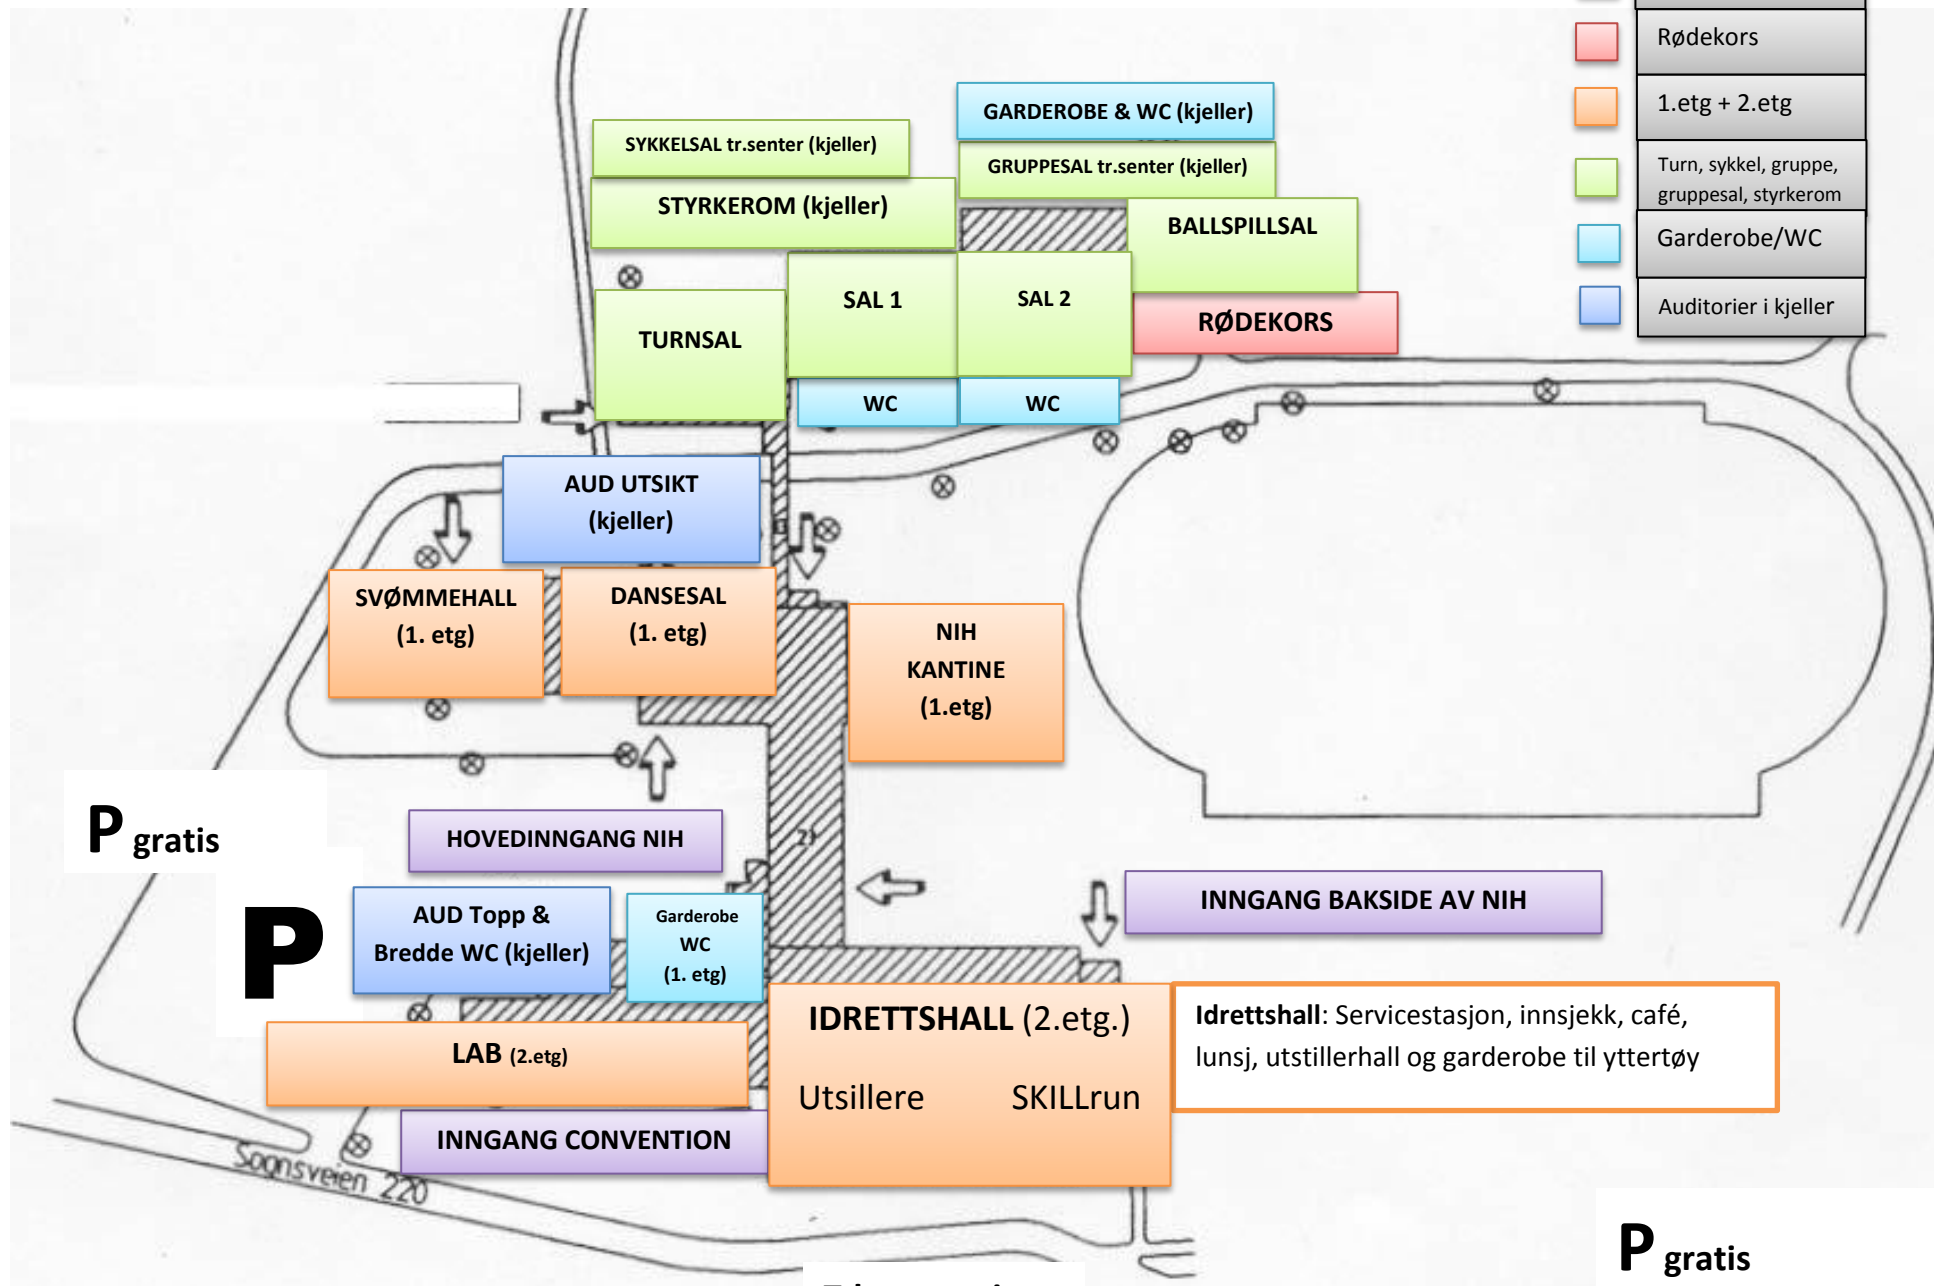 Rødekors
1.etg + 2.etg
Turn, sykkel, gruppe,
gruppesal, styrkerom
Garderobe/WC
Auditorier i kjeller
GARDEROBE & WC (kjeller)
SYKKELSAL tr.senter (kjeller)
GRUPPESAL tr.senter (kjeller)
STYRKEROM (kjeller)
BALLSPILLSAL
SAL 1
SAL 2
RØDEKORS
TURNSAL
WC
WC
AUD UTSIKT
(kjeller)
SVØMMEHALL
(1. etg)
DANSESAL
(1. etg)
NIH
KANTINE
(1.etg)
P gratis
HOVEDINNGANG NIH
2)
P
AUD Topp &
Bredde WC (kjeller)
Garderobe
WC
(1. etg)
INNGANG BAKSIDE AV NIH
IDRETTSHALL (2.etg.)
Utsillere SKILLrun
Idrettshall: Servicestasjon, innsjekk, café,
lunsj, utstillerhall og garderobe til yttertøy
LAB (2.etg)
INNGANG CONVENTION
Sognsveien 220
P gratis